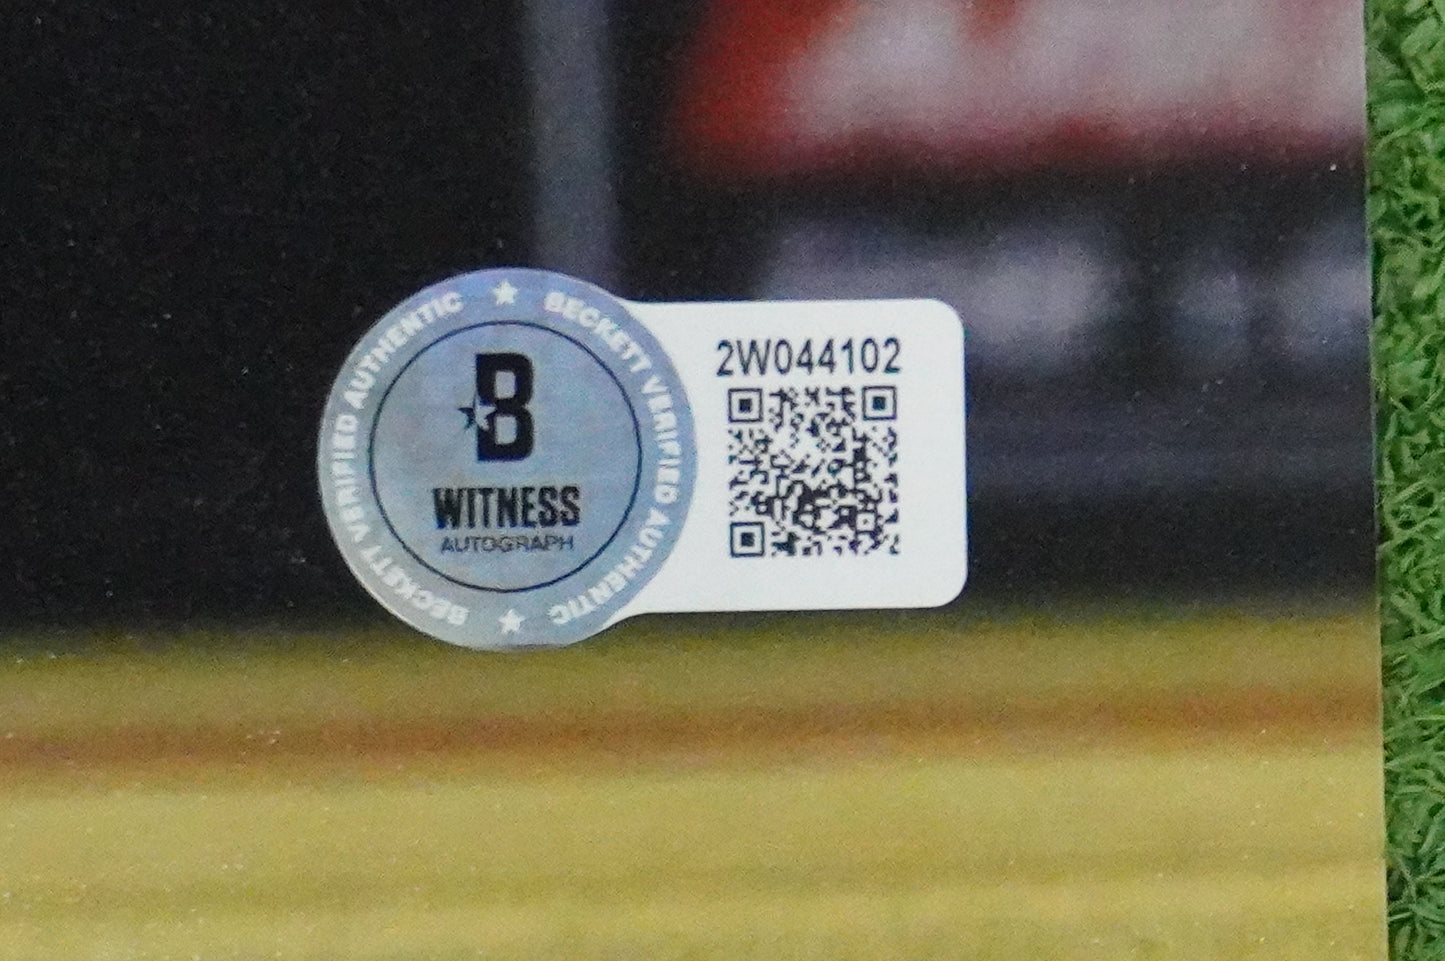 BECKETT VERIFIED AUTHENTIC
BECKETT VERIFIED AUTHENTIC
B
WITNESS
AUTOGRAPH
2W044102